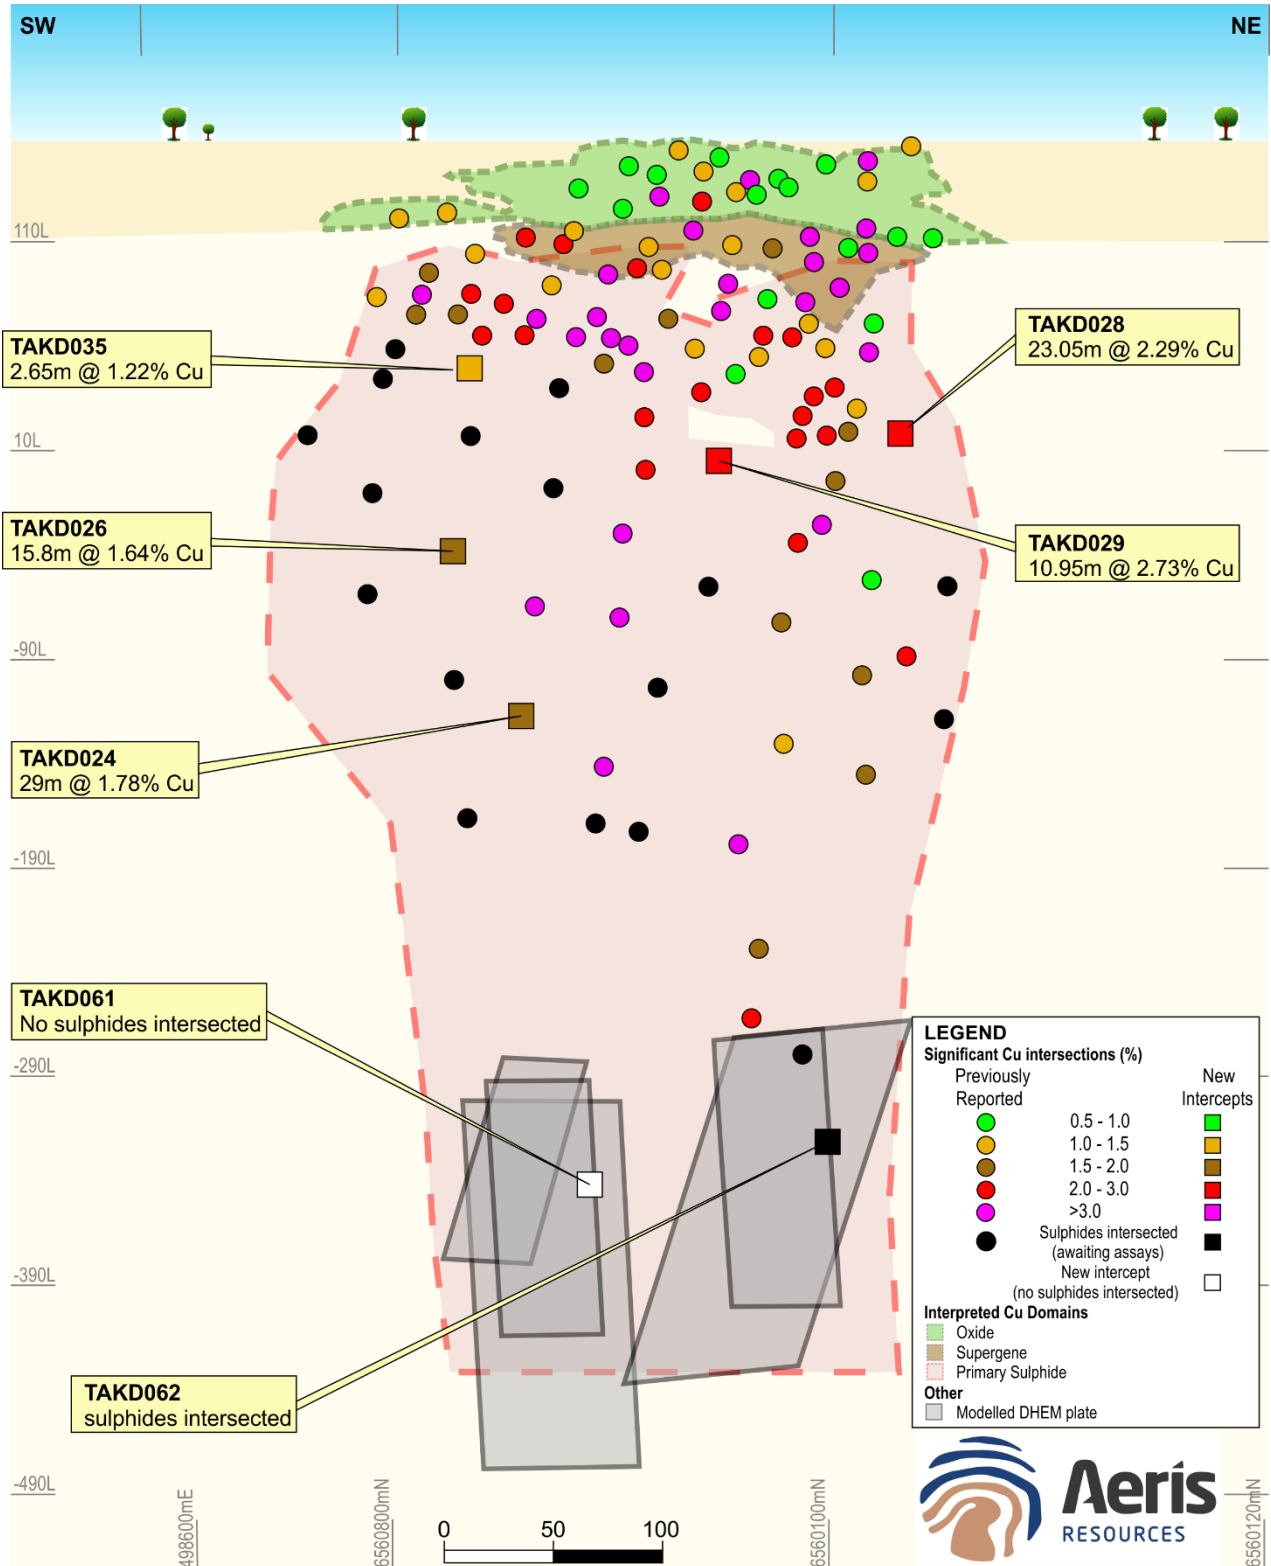 SW
NE
110L
TAKD035
2.65m @ 1.22% Cu
TAKD028
23.05m @ 2.29% Cu
10L
TAKD026
15.8m @ 1.64% Cu
TAKD029
10.95m @ 2.73% Cu
-90L
TAKD024
29m @ 1.78% Cu
-190L
TAKD061
No sulphides intersected
-290L
LEGEND
Significant Cu intersections (%)
Previously
Reported
New
Intercepts
0.5 - 1.0
1.0 - 1.5
1.5 - 2.0
2.0 - 3.0
>3.0
Sulphides intersected
(awaiting assays)
New intercept
(no sulphides intersected)
Interpreted Cu Domains
Oxide
Supergene
Primary Sulphide
Other
Modelled DHEM plate
-390L
TAKD062
sulphides intersected
-490L
498600mE
6560800mN
6560100mN
6560120mN
0 50 100
Aeris
RESOURCES